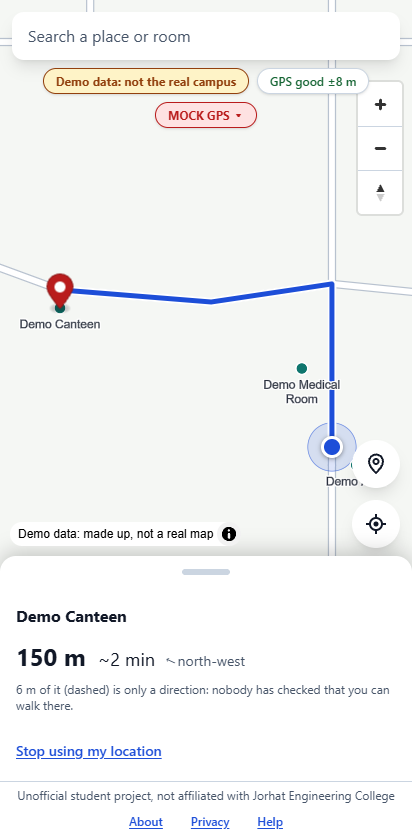 Search a place or room
Demo data: not the real campus
GPS good ±8 m
MOCK GPS
Demo Canteen
Demo Medical
Room
Demo
Demo data: made up, not a real map
Demo Canteen
150 m ~2 min north-west
6 m of it (dashed) is only a direction: nobody has checked that you can
walk there.
Stop using my location
Unofficial student project, not affiliated with Jorhat Engineering College
About Privacy Help